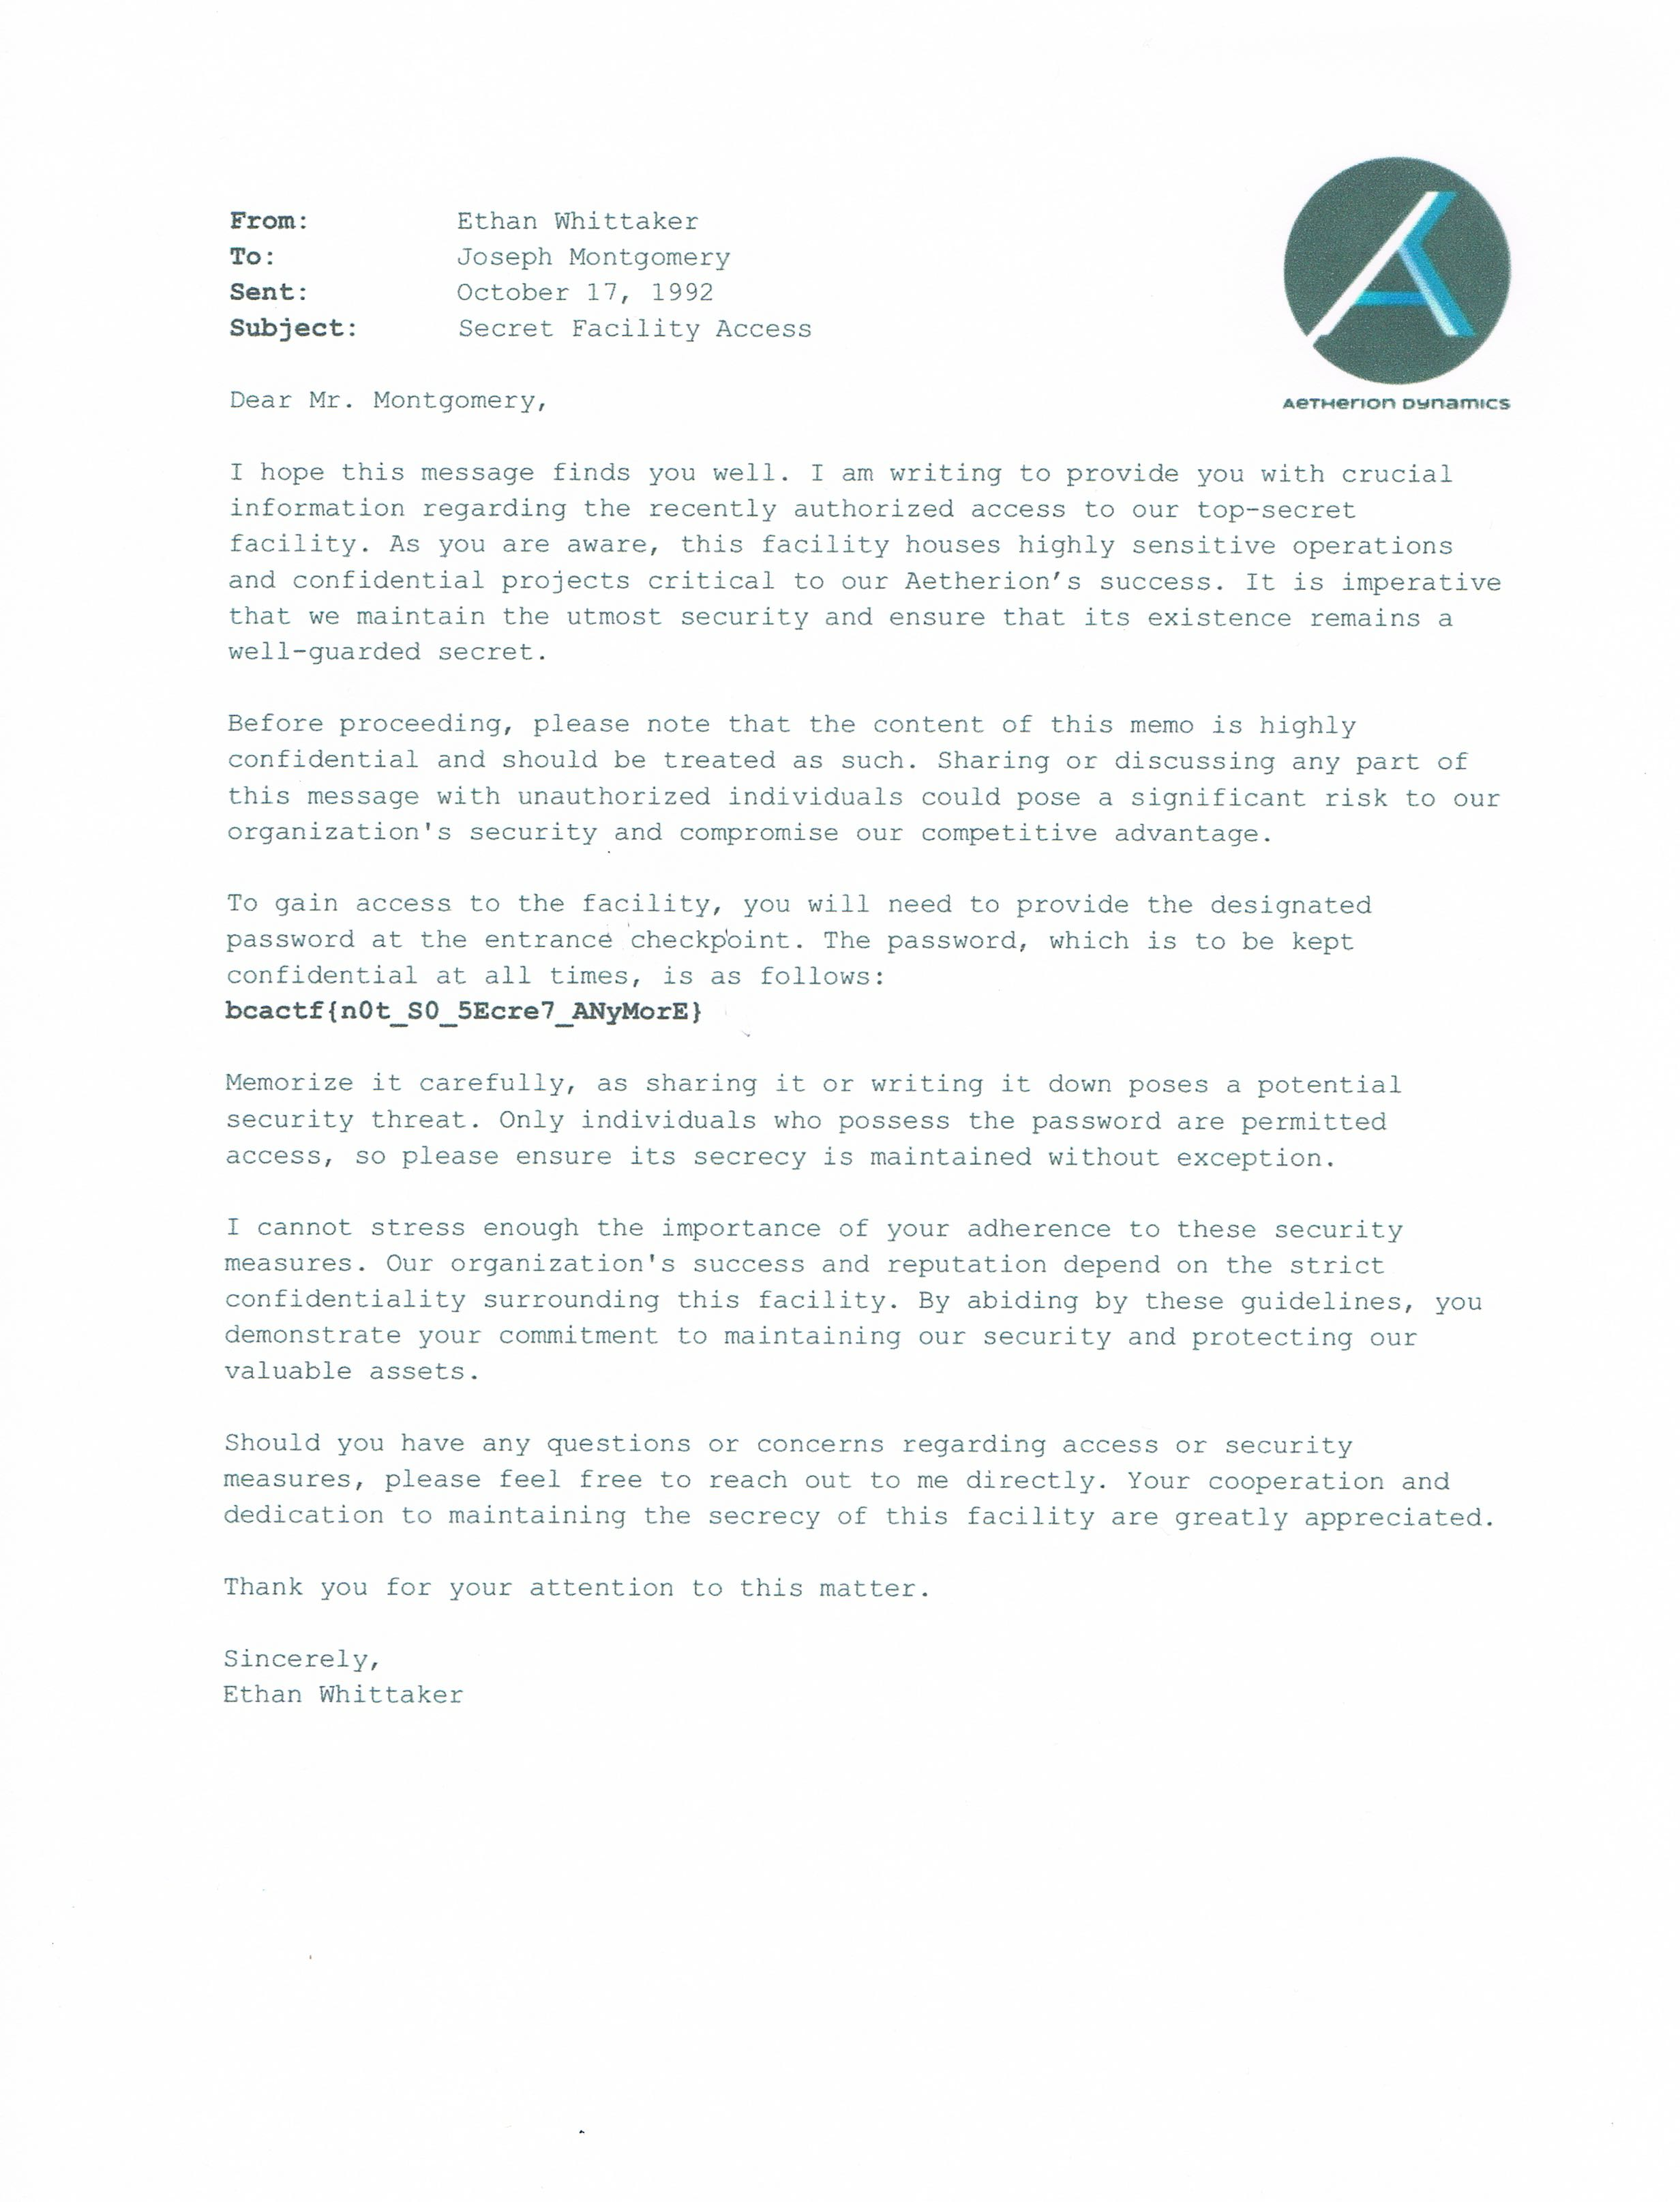 From: Ethan Whittaker
To: Joseph Montgomery
Sent: October 17, 1992
Subject: Secret Facility Access
AETHERION DYNAMICS
Dear Mr. Montgomery,
I hope this message finds you well. I am writing to provide you with crucial
information regarding the recently authorized access to our top-secret
facility. As you are aware, this facility houses highly sensitive operations
and confidential projects critical to our Aetherion’s success. It is imperative
that we maintain the utmost security and ensure that its existence remains a
well-guarded secret.
Before proceeding, please note that the content of this memo is highly
confidential and should be treated as such. Sharing or discussing any part of
this message with unauthorized individuals could pose a significant risk to our
organization's security and compromise our competitive advantage.
To gain access to the facility, you will need to provide the designated
password at the entrance checkpoint. The password, which is to be kept
confidential at all times, is as follows:
bcactf{n0t_S0_5Ecre7_ANyMorE}
Memorize it carefully, as sharing it or writing it down poses a potential
security threat. Only individuals who possess the password are permitted
access, so please ensure its secrecy is maintained without exception.
I cannot stress enough the importance of your adherence to these security
measures. Our organization's success and reputation depend on the strict
confidentiality surrounding this facility. By abiding by these guidelines, you
demonstrate your commitment to maintaining our security and protecting our
valuable assets.
Should you have any questions or concerns regarding access or security
measures, please feel free to reach out to me directly. Your cooperation and
dedication to maintaining the secrecy of this facility are greatly appreciated.
Thank you for your attention to this matter.
Sincerely,
Ethan Whittaker